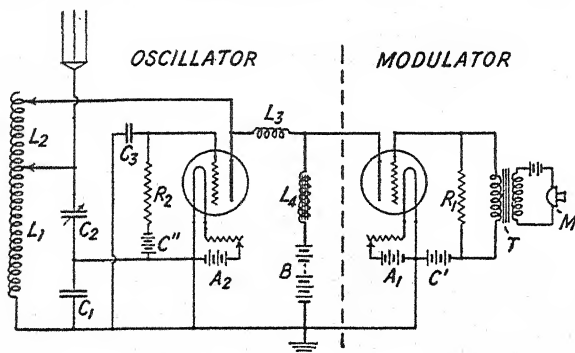 OSCILLATOR
MODULATOR
L3
L2
C3
R2
L4
R1
M
T
L1
C2
C"
A2
B
A1
C'
C1